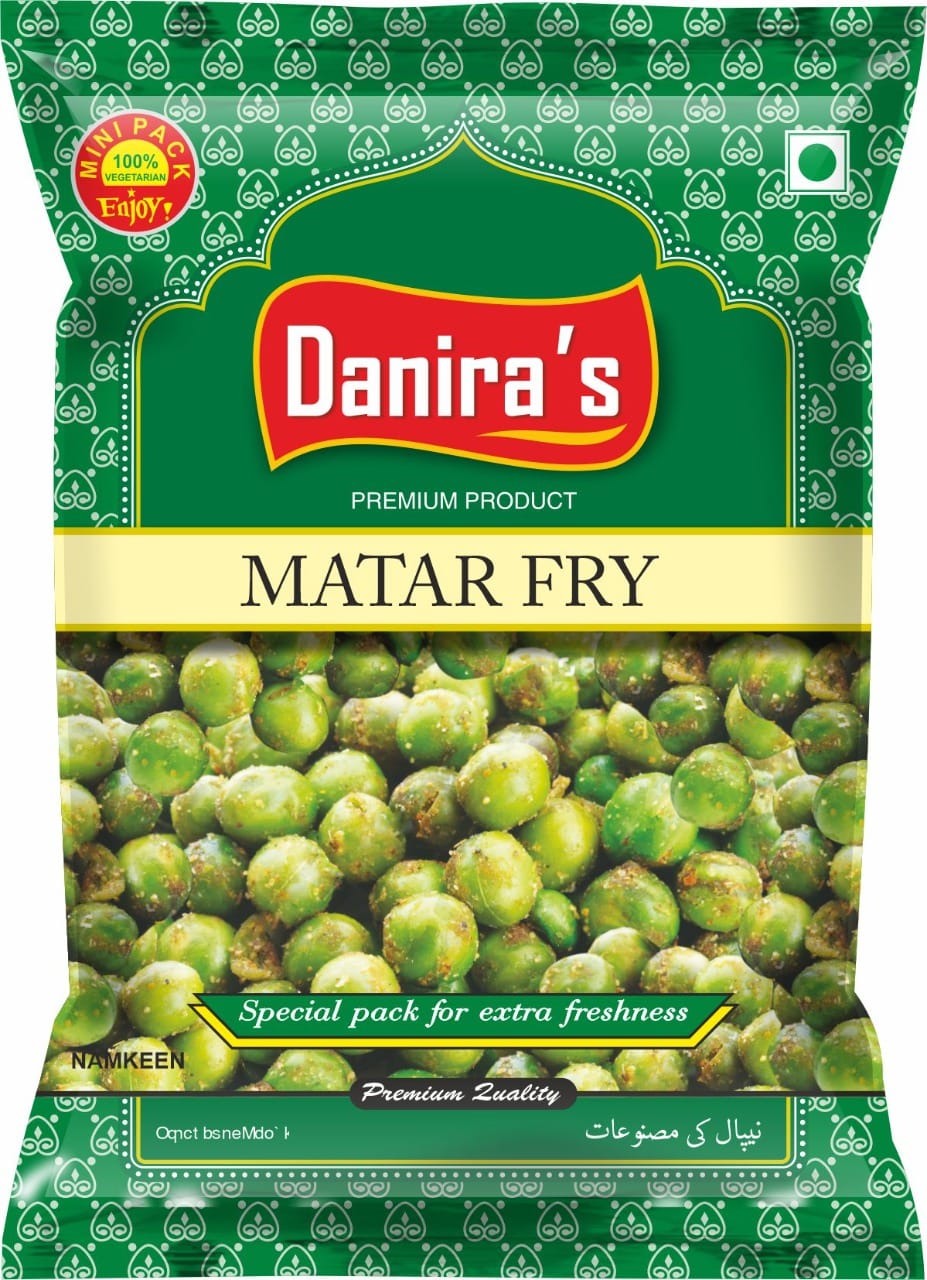 MINI PACK
100%
VEGETARIAN
Enjoy!
Danira's
PREMIUM PRODUCT
MATAR FRY
Special pack for extra freshness
NAMKEEN
Premium Quality
نیپال کی مصنوعات